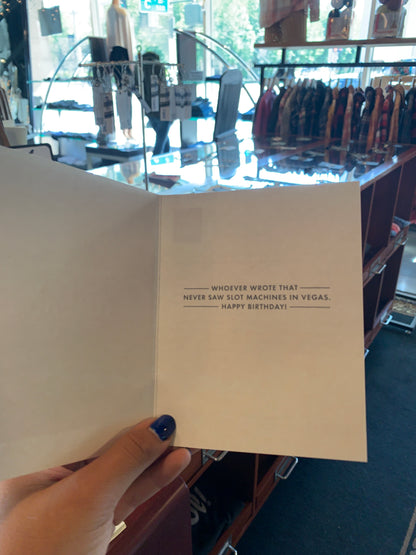 WHOEVER WROTE THAT
NEVER SAW SLOT MACHINES IN VEGAS.
HAPPY BIRTHDAY!